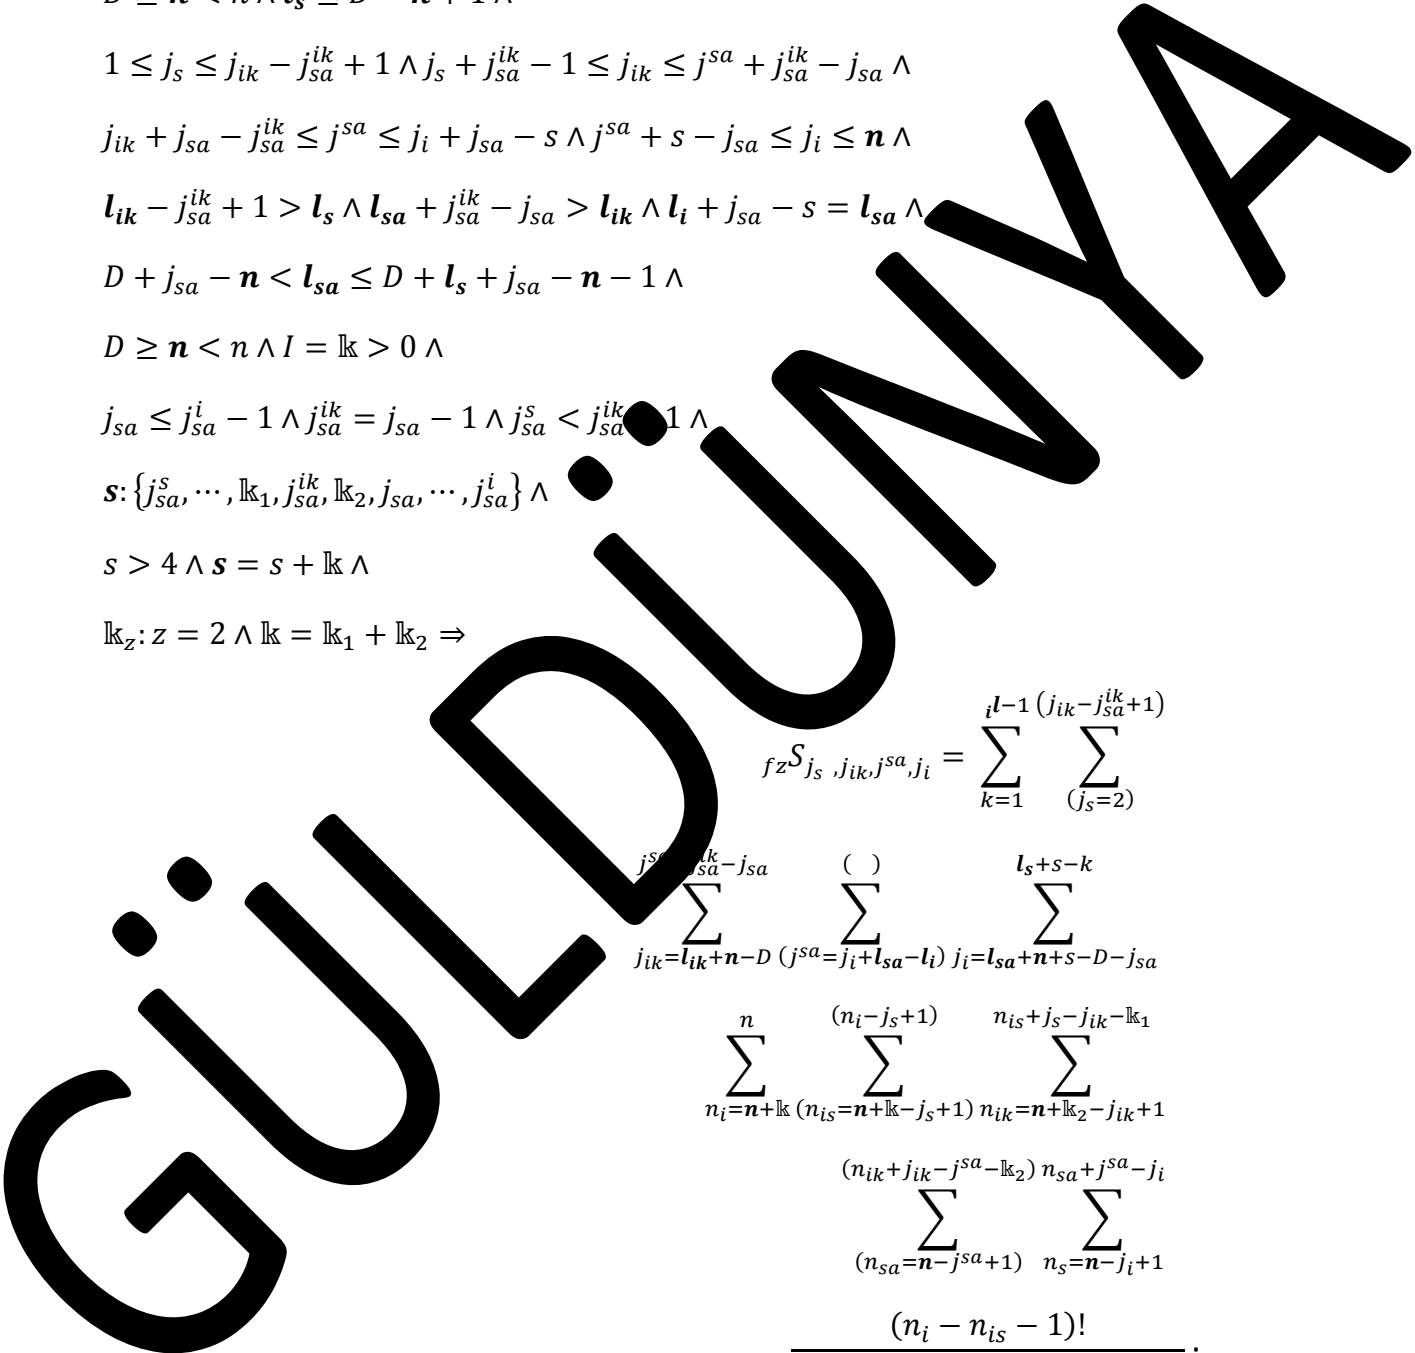 1 ≤ j_s ≤ j_{ik} − j_{sa}^{ik} + 1 ∧ j_s + j_{sa}^{ik} − 1 ≤ j_{ik} ≤ j^{sa} + j_{sa}^{ik} − j_{sa} ∧
j_{ik} + j_{sa} − j_{sa}^{ik} ≤ j^{sa} ≤ j_i + j_{sa} − s ∧ j^{sa} + s − j_{sa} ≤ j_i ≤ n ∧
l_{ik} − j_{sa}^{ik} + 1 > l_s ∧ l_{sa} + j_{sa}^{ik} − j_{sa} > l_{ik} ∧ l_i + j_{sa} − s = l_{sa} ∧
D + j_{sa} − n < l_{sa} ≤ D + l_s + j_{sa} − n − 1 ∧
D ≥ n < n ∧ I = 𝕜 > 0 ∧
j_{sa} ≤ j_{sa}^i − 1 ∧ j_{sa}^{ik} = j_{sa} − 1 ∧ j_{sa}^s < j_{sa}^{ik} 1 ∧
s: {j_{sa}^s, ⋯, 𝕜_1, j_{sa}^{ik}, 𝕜_2, j_{sa}, ⋯, j_{sa}^i} ∧
s > 4 ∧ s = s + 𝕜 ∧
𝕜_z: z = 2 ∧ 𝕜 = 𝕜_1 + 𝕜_2 ⇒
_{fz}S_{j_s, j_{ik}, j^{sa}, j_i} = ∑_{k=1}^{_il−1} ∑_{(j_s=2)}^{(j_{ik}−j_{sa}^{ik}+1)}
∑_{j_{ik}=l_{ik}+n−D} ∑_{(j^{sa}=j_i+l_{sa}−l_i)}^{( )} ∑_{j_i=l_{sa}+n+s−D−j_{sa}}^{l_s+s−k}
∑_{n_i=n+𝕜}^{n} ∑_{(n_{is}=n+𝕜−j_s+1)}^{(n_i−j_s+1)} ∑_{n_{ik}=n+𝕜_2−j_{ik}+1}^{n_{is}+j_s−j_{ik}−𝕜_1}
∑_{(n_{sa}=n−j^{sa}+1)}^{(n_{ik}+j_{ik}−j^{sa}−𝕜_2)} ∑_{n_s=n−j_i+1}^{n_{sa}+j^{sa}−j_i}
(n_i − n_{is} − 1)!
GÜLDÜNYA